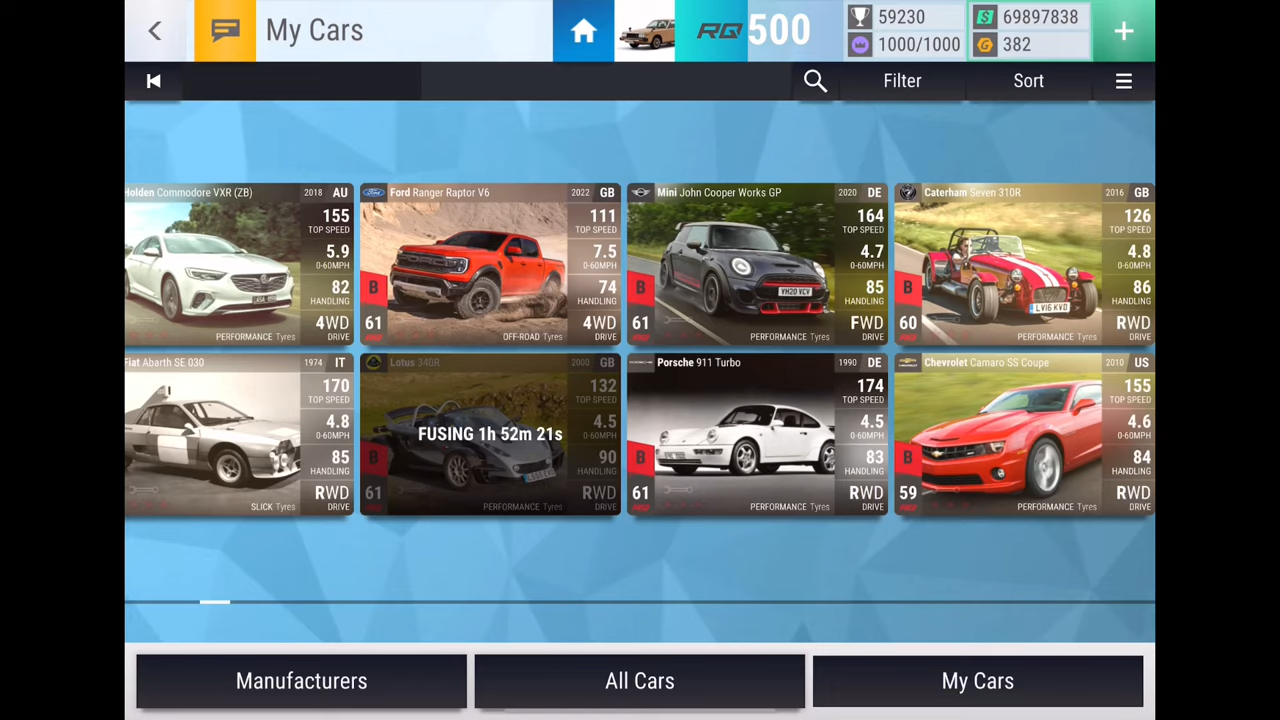 My Cars
RQ 500
59230
1000/1000
69897838
382
+
Filter
Sort
Holden Commodore VXR (ZB) 2018 AU
155
TOP SPEED
5.9
0-60MPH
82
HANDLING
4WD
DRIVE
PERFORMANCE Tyres
Ford Ranger Raptor V6 2022 GB
111
TOP SPEED
7.5
0-60MPH
74
HANDLING
4WD
DRIVE
B
61
OFF-ROAD Tyres
Mini John Cooper Works GP 2020 DE
164
TOP SPEED
4.7
0-60MPH
85
HANDLING
FWD
DRIVE
B
61
YH20 VCV
PERFORMANCE Tyres
Caterham Seven 310R 2016 GB
126
TOP SPEED
4.8
0-60MPH
86
HANDLING
RWD
DRIVE
B
60
LV16 KVD
PERFORMANCE Tyres
Fiat Abarth SE 030 1974 IT
170
TOP SPEED
4.8
0-60MPH
85
HANDLING
RWD
DRIVE
SLICK Tyres
Lotus 340R 2000 GB
132
TOP SPEED
FUSING 1h 52m 21s
4.5
0-60MPH
90
HANDLING
RWD
DRIVE
B
61
PERFORMANCE Tyres
Porsche 911 Turbo 1990 DE
174
TOP SPEED
4.5
0-60MPH
83
HANDLING
RWD
DRIVE
B
61
PERFORMANCE Tyres
Chevrolet Camaro SS Coupe 2010 US
155
TOP SPEED
4.6
0-60MPH
84
HANDLING
RWD
DRIVE
B
59
PERFORMANCE Tyres
Manufacturers
All Cars
My Cars